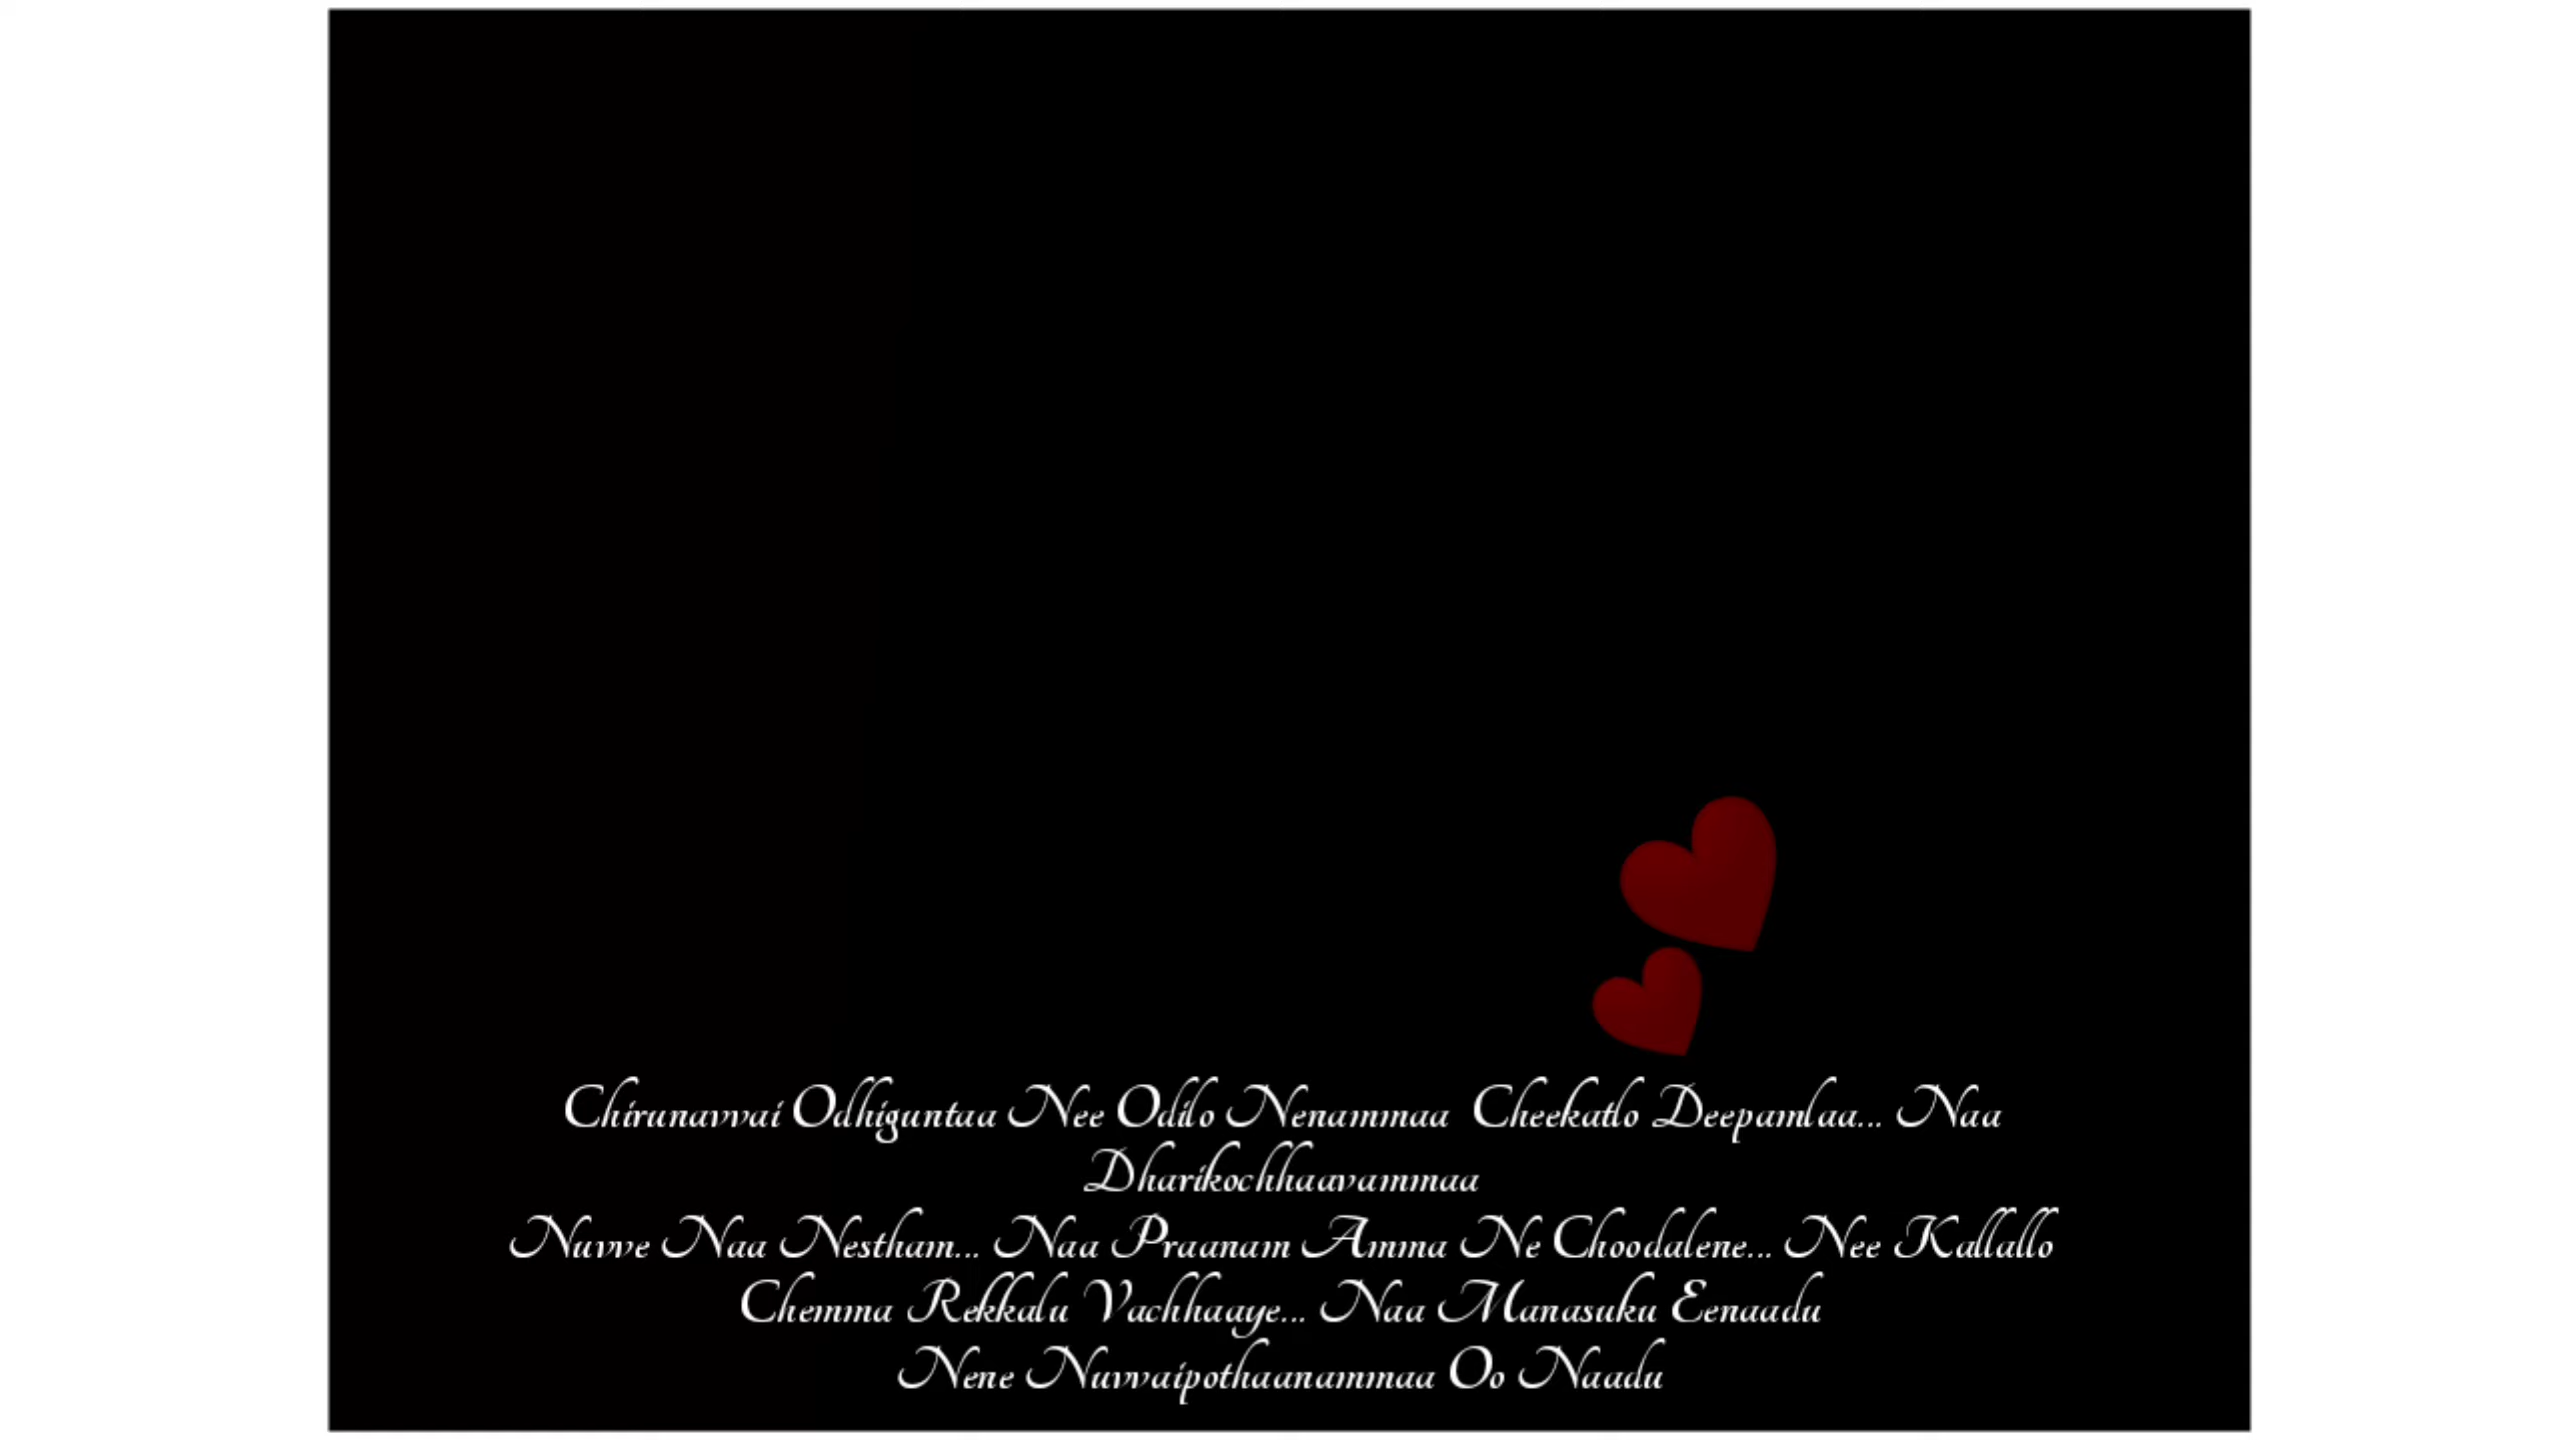 Chirunavvai Odhiguntaa Nee Odilo Nenammaa  Cheekatlo Deepamlaa... Naa
Dharikochhaavammaa
Nuvve Naa Nestham... Naa Praanam Amma Ne Choodalene... Nee Kallallo
Chemma Rekkalu Vachhaaye... Naa Manasuku Eenaadu
Nene Nuvvaipothaanammaa Oo Naadu